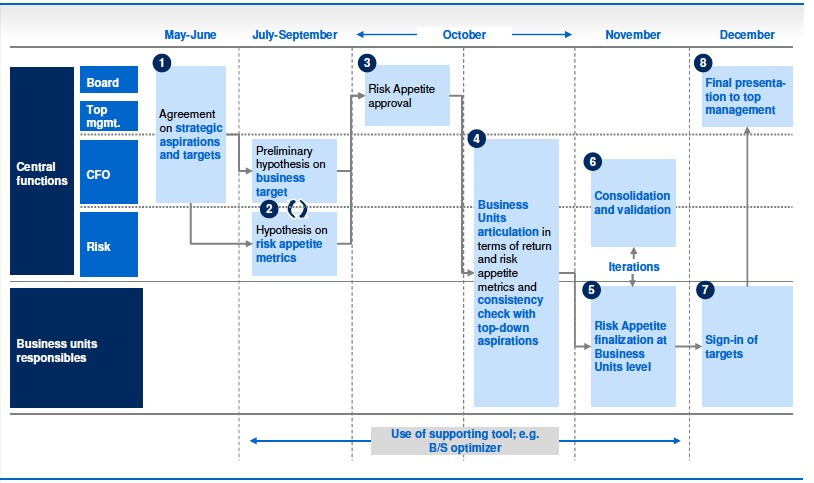 May-June
July-September
October
November
December
Central
functions
Board
Top
mgmt.
CFO
Risk
Business units
responsibles
1
Agreement
on strategic
aspirations
and targets
Preliminary
hypothesis on
business
target
2
Hypothesis on
risk appetite
metrics
3
Risk Appetite
approval
4
Business
Units
articulation in
terms of return
and risk
appetite
metrics and
consistency
check with
top-down
aspirations
6
Consolidation
and validation
Iterations
5
Risk Appetite
finalization at
Business
Units level
7
Sign-in of
targets
8
Final presenta-
tion to top
management
Use of supporting tool; e.g.
B/S optimizer